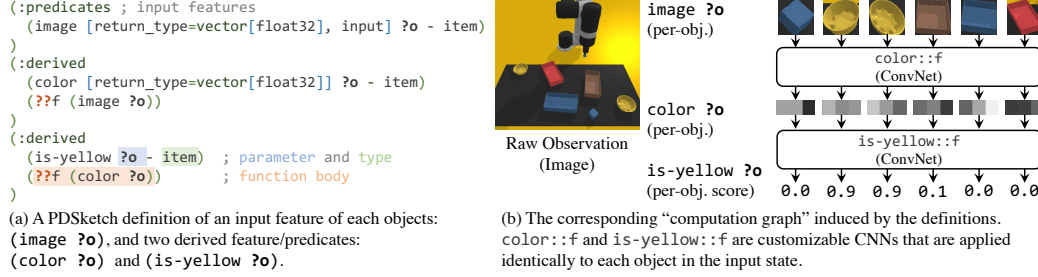 (:predicates ; input features
(image [return_type=vector[float32], input] ?o - item)
)
(:derived
(color [return_type=vector[float32]] ?o - item)
(??f (image ?o))
)
(:derived
(is-yellow ?o - item) ; parameter and type
(??f (color ?o)) ; function body
)
(a) A PDSketch definition of an input feature of each objects:
(image ?o), and two derived feature/predicates:
(color ?o) and (is-yellow ?o).
Raw Observation
(Image)
image ?o
(per-obj.)
color::f
(ConvNet)
color ?o
(per-obj.)
is-yellow::f
(ConvNet)
is-yellow ?o
(per-obj. score)
0.0 0.9 0.9 0.1 0.0 0.0
(b) The corresponding “computation graph” induced by the definitions.
color::f and is-yellow::f are customizable CNNs that are applied
identically to each object in the input state.